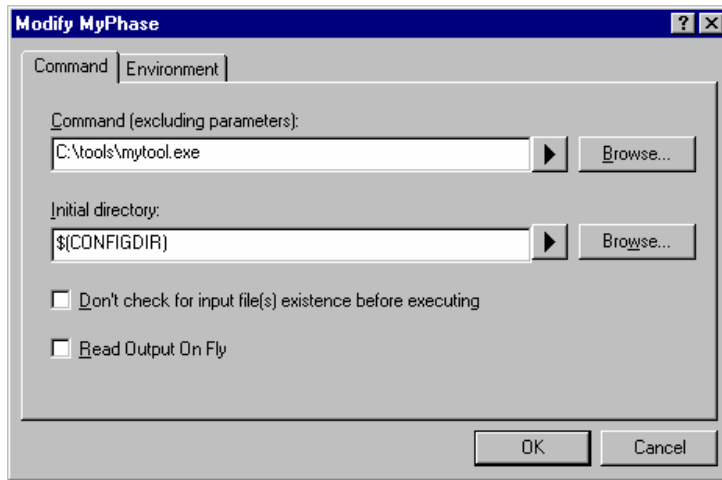 Modify MyPhase
Command Environment
Command (excluding parameters):
C:\tools\mytool.exe Browse...
Initial directory:
$(CONFIGDIR) Browse...
Don't check for input file(s) existence before executing
Read Output On Fly
OK Cancel